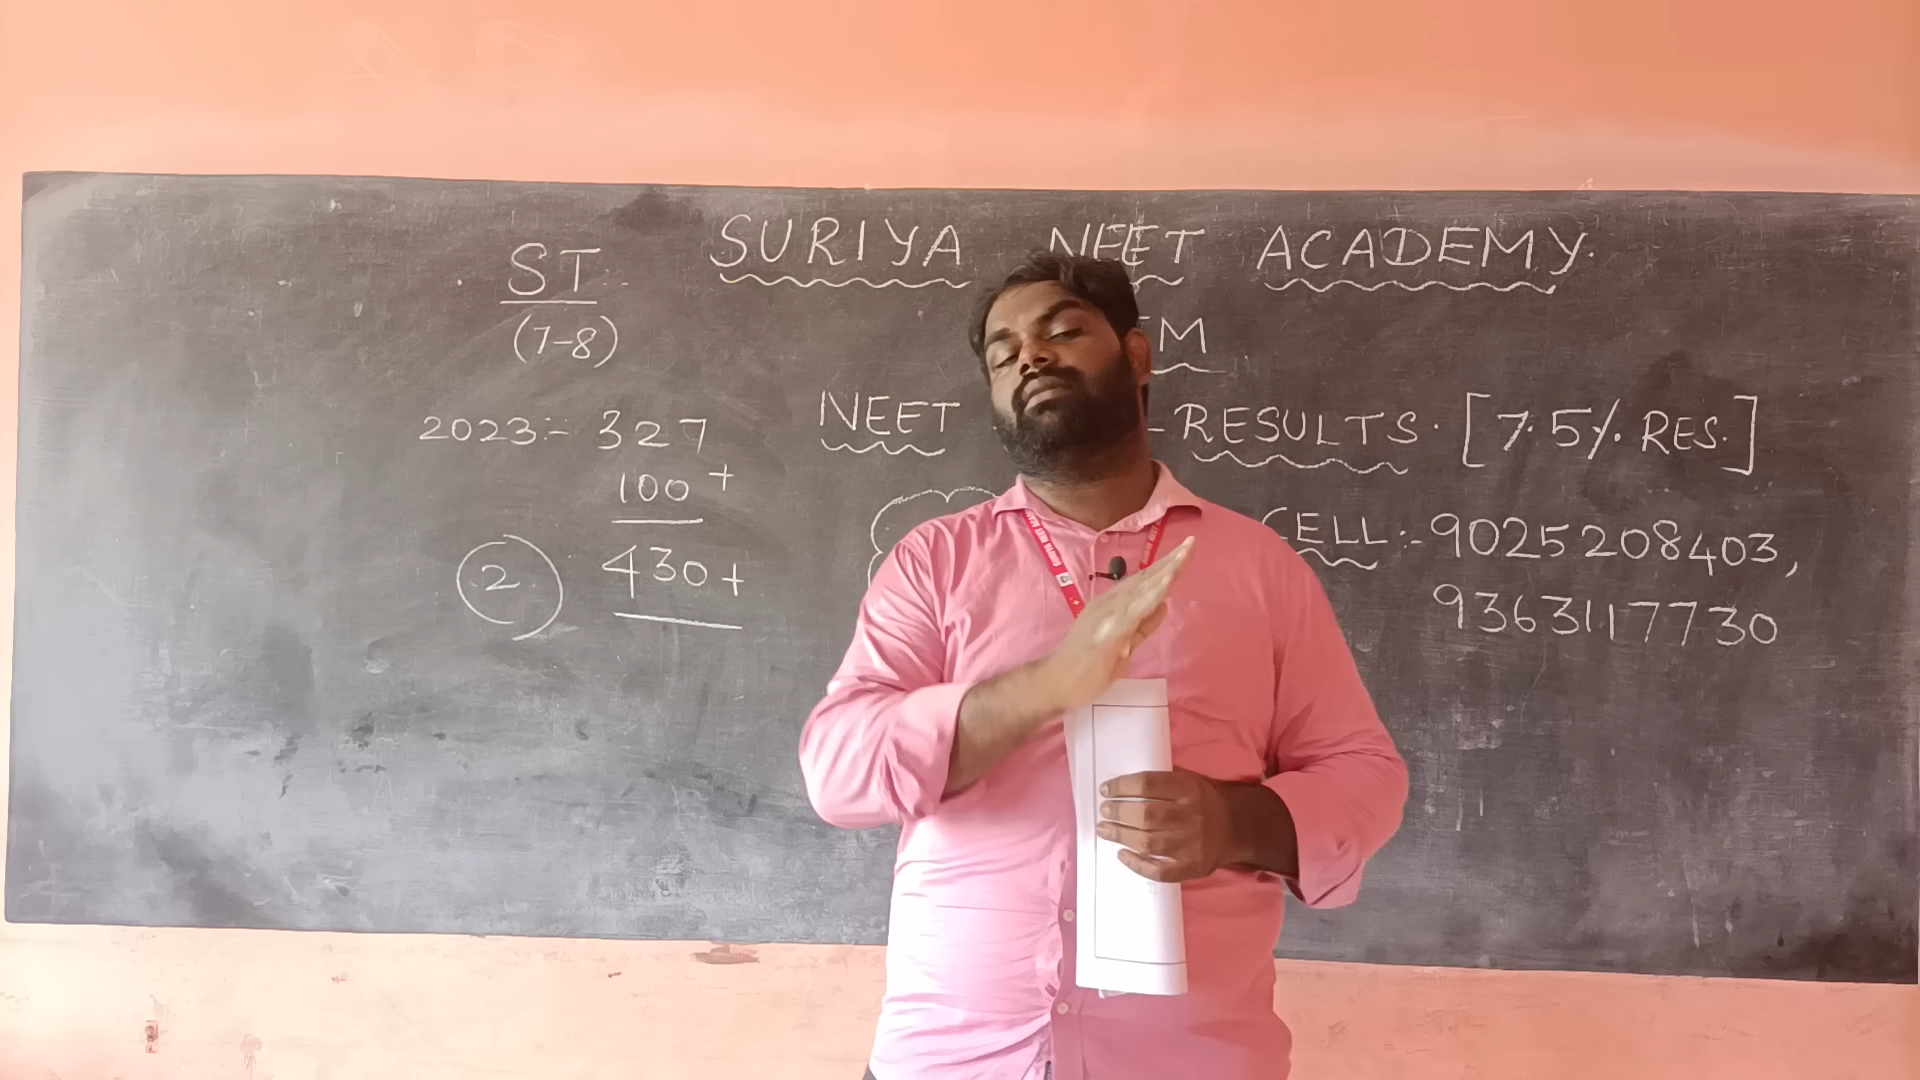 SURIYA NEET ACADEMY.
ST
(7-8)
2023:- 327
100 +
430 +
2
NEET
RESULTS. [7.5% RES.]
CELL:- 9025208403,
9363117730